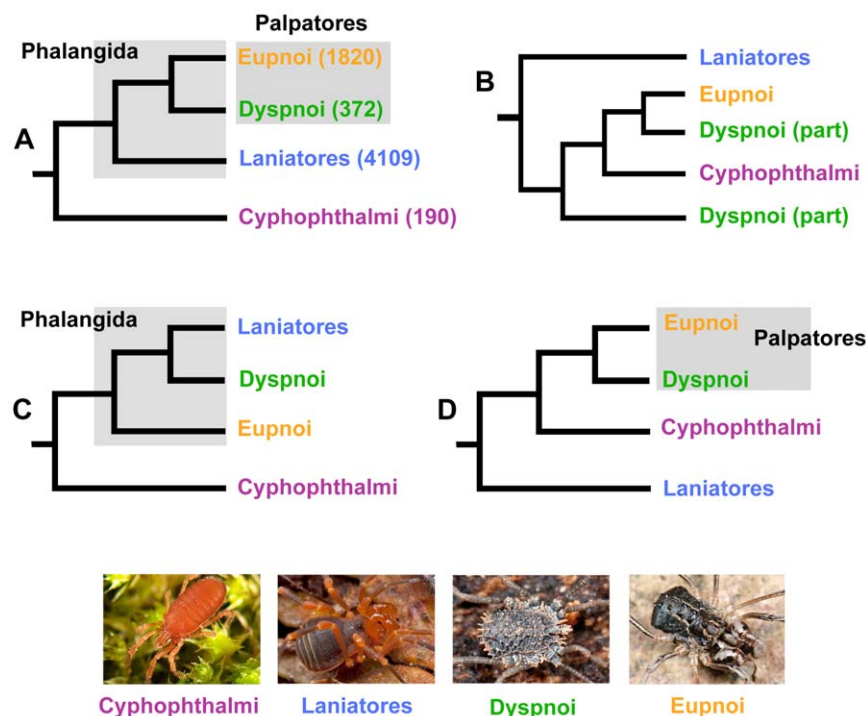 Palpatores
Phalangida
Eupnoi (1820)
Dyspnoi (372)
A
Laniatores (4109)
Cyphophthalmi (190)
Laniatores
B
Eupnoi
Dyspnoi (part)
Cyphophthalmi
Dyspnoi (part)
Phalangida
Laniatores
Dyspnoi
C
Eupnoi
Cyphophthalmi
Eupnoi
Palpatores
Dyspnoi
D
Cyphophthalmi
Laniatores
Cyphophthalmi
Laniatores
Dyspnoi
Eupnoi